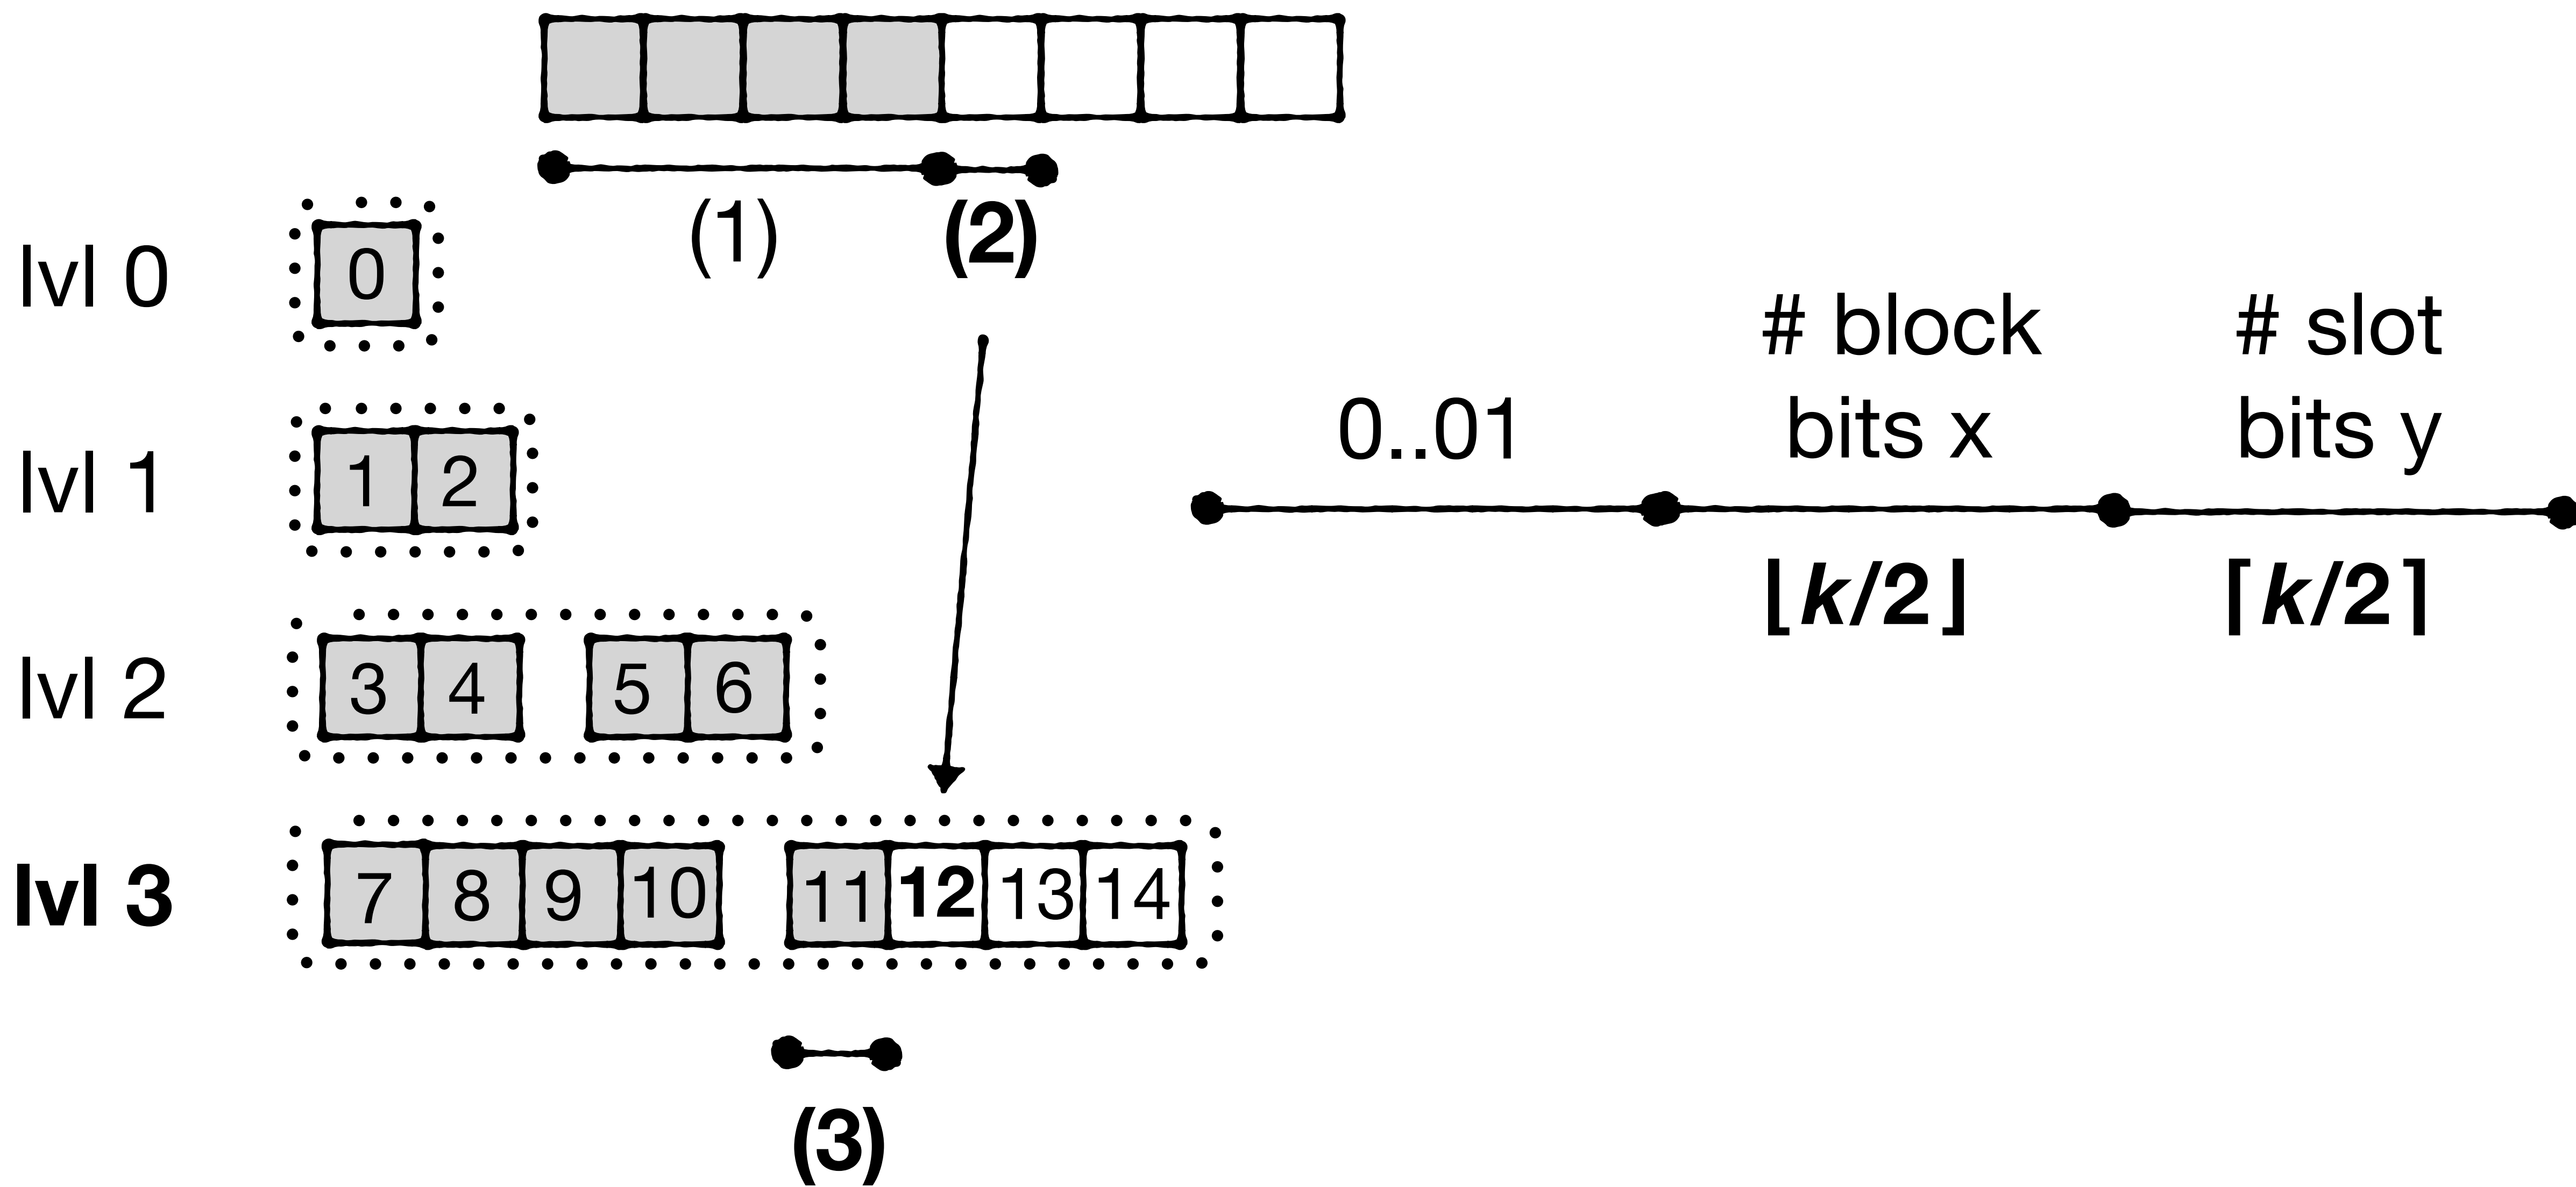 (1) (2)
lvl 0 0
# block # slot
0..01 bits x bits y
lvl 1 1 2
⌊k/2⌋ ⌈k/2⌉
lvl 2 3 4 5 6
lvl 3 7 8 9 10 11 12 13 14
(3)